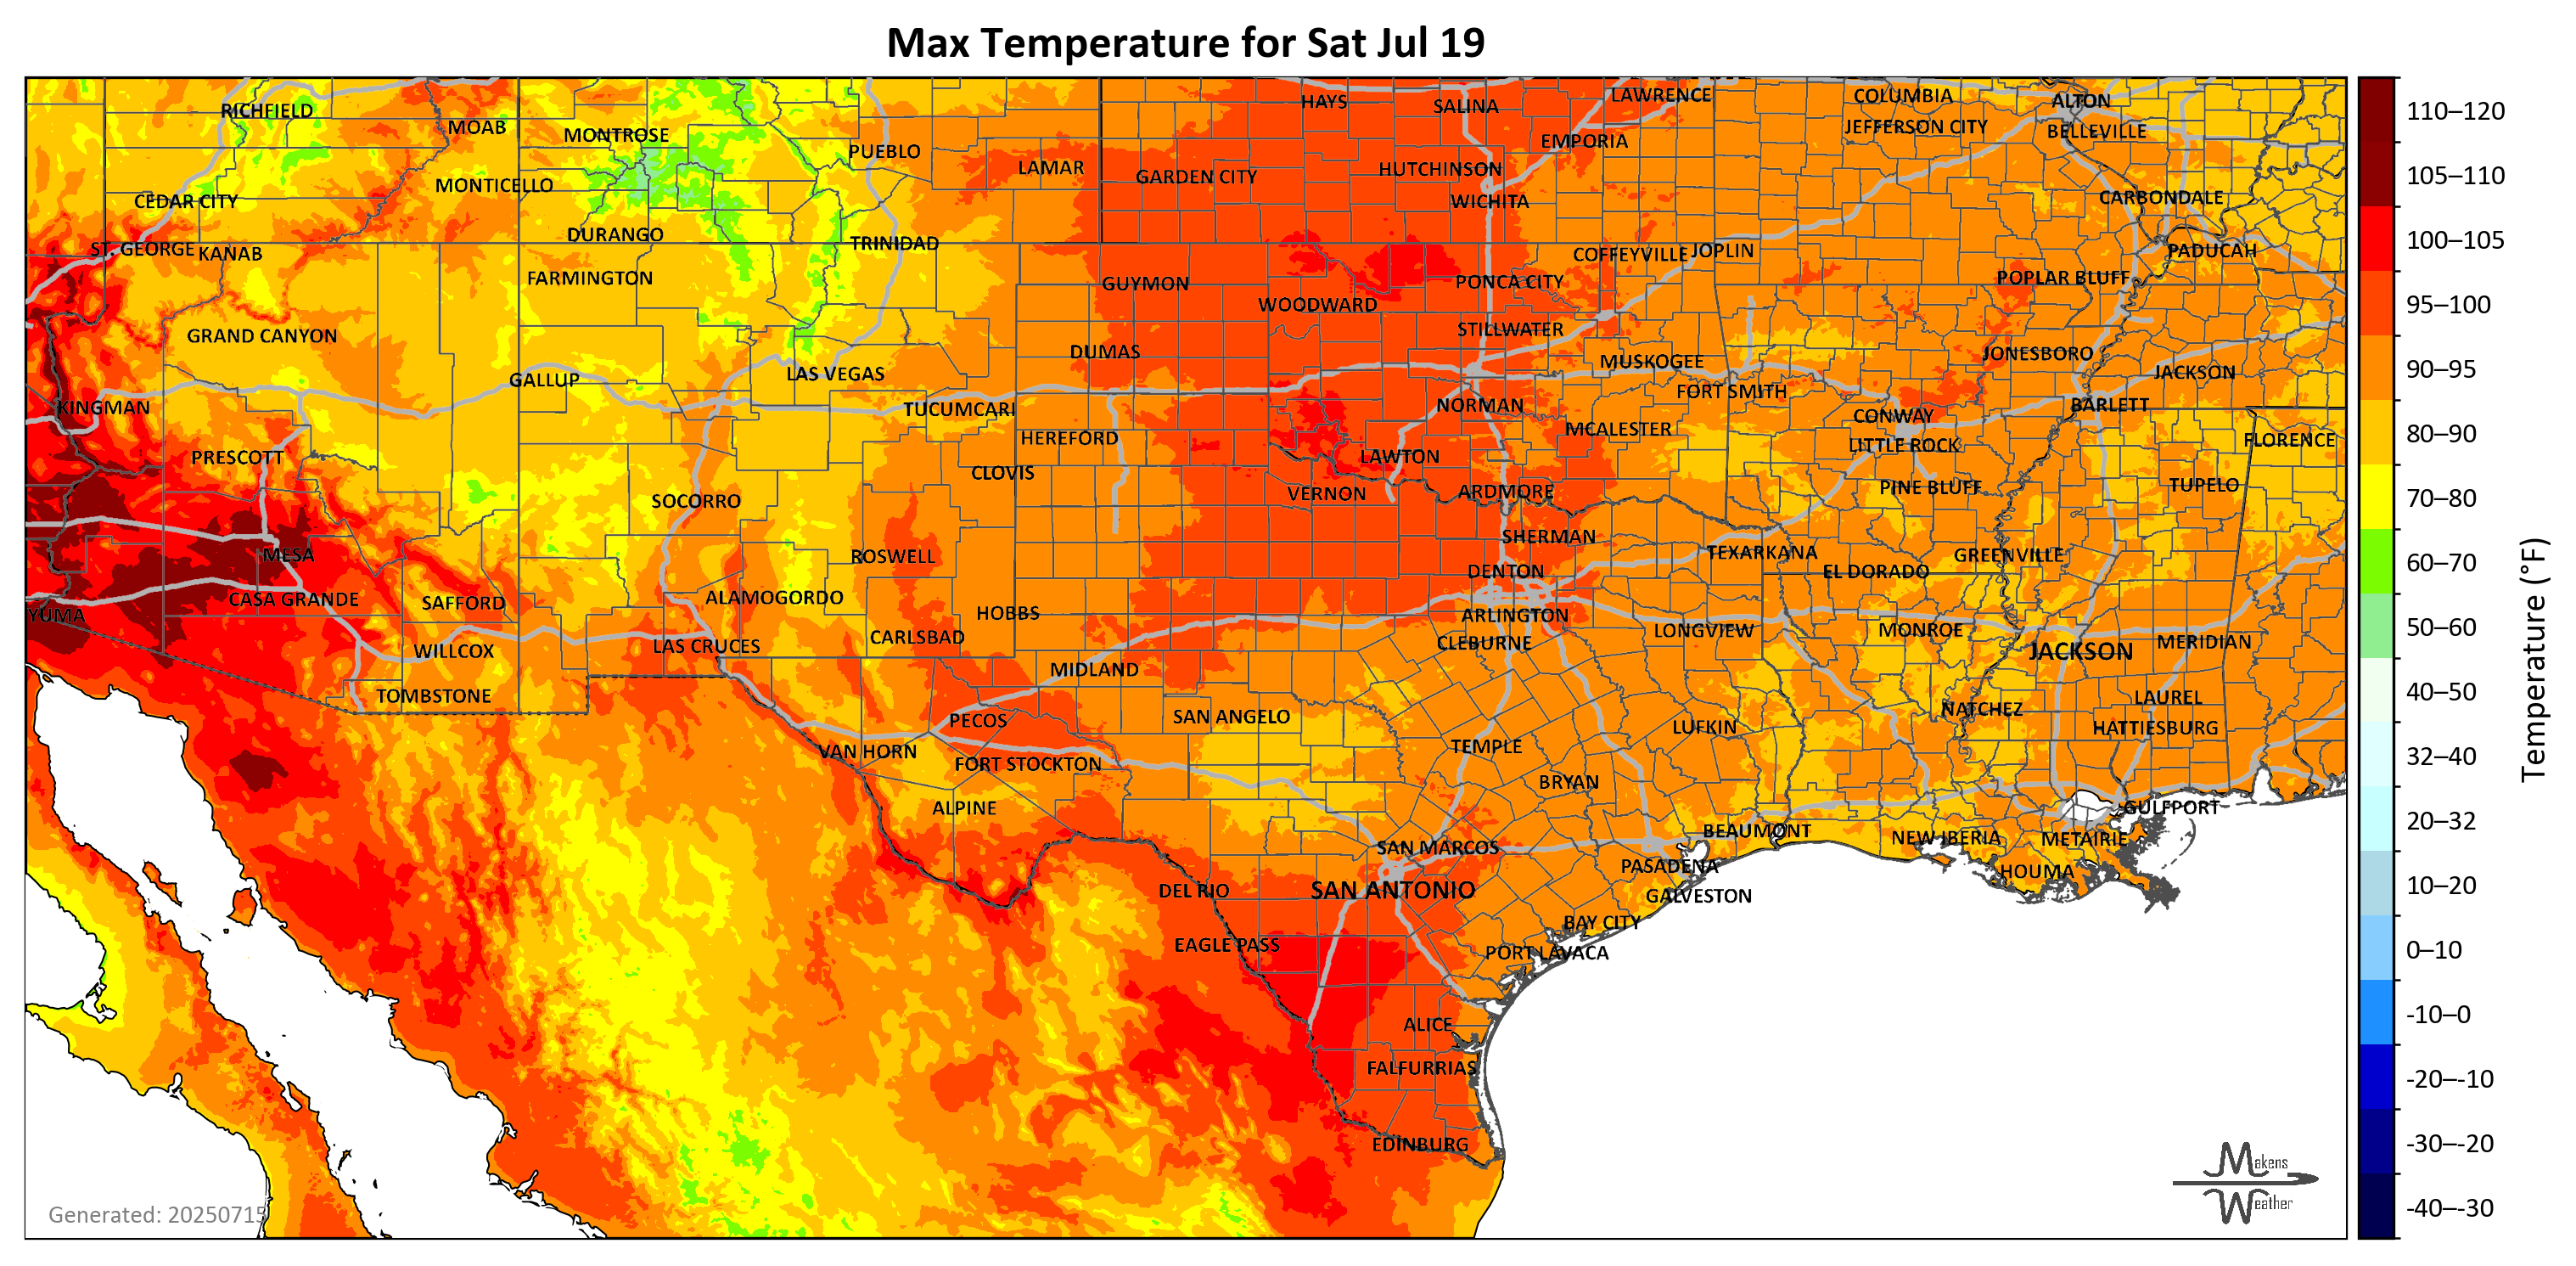 Max Temperature for Sat Jul 19
HAYS
SALINA
LAWRENCE
COLUMBIA
ALTON
RICHFIELD
MOAB
MONTROSE
PUEBLO
EMPORIA
JEFFERSON CITY
BELLEVILLE
LAMAR
GARDEN CITY
HUTCHINSON
MONTICELLO
CEDAR CITY
WICHITA
CARBONDALE
DURANGO
TRINIDAD
ST. GEORGE
KANAB
COFFEYVILLE
JOPLIN
PADUCAH
FARMINGTON
GUYMON
PONCA CITY
POPLAR BLUFF
WOODWARD
GRAND CANYON
STILLWATER
DUMAS
MUSKOGEE
JONESBORO
GALLUP
LAS VEGAS
JACKSON
FORT SMITH
KINGMAN
TUCUMCARI
NORMAN
CONWAY
BARLETT
HEREFORD
MCALESTER
LITTLE ROCK
FLORENCE
PRESCOTT
CLOVIS
LAWTON
SOCORRO
VERNON
ARDMORE
PINE BLUFF
TUPELO
MESA
ROSWELL
SHERMAN
TEXARKANA
GREENVILLE
DENTON
EL DORADO
CASA GRANDE
SAFFORD
ALAMOGORDO
HOBBS
ARLINGTON
YUMA
WILLCOX
LAS CRUCES
CARLSBAD
CLEBURNE
LONGVIEW
MONROE
JACKSON
MERIDIAN
TOMBSTONE
MIDLAND
LAUREL
PECOS
SAN ANGELO
NATCHEZ
LUFKIN
HATTIESBURG
VAN HORN
FORT STOCKTON
TEMPLE
BRYAN
ALPINE
GULFPORT
SAN MARCOS
BEAUMONT
NEW IBERIA
METAIRIE
DEL RIO
SAN ANTONIO
PASADENA
HOUMA
GALVESTON
BAY CITY
EAGLE PASS
PORT LAVACA
ALICE
FALFURRIAS
EDINBURG
Generated: 20250715
Makens
Weather
110–120
105–110
100–105
95–100
90–95
80–90
70–80
60–70
50–60
40–50
32–40
20–32
10–20
0–10
-10–0
-20–-10
-30–-20
-40–-30
Temperature (°F)